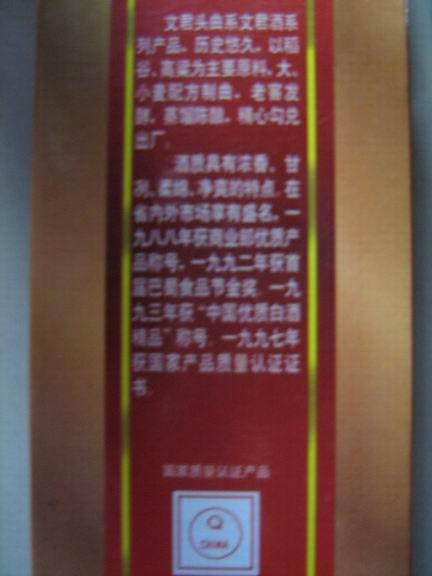 文君头曲系文君酒系
列产品。历史悠久。以稻
谷、高粱为主要原料。大、
小麦配方制曲。老窖发
酵。蒸馏陈酿。精心勾兑
出厂。
酒质具有浓香、甘
冽、柔绵、净爽的特点。在
省内外市场享有盛名。一
九八八年获商业部优质产
品称号。一九九二年获首
届巴蜀食品节金奖。一九
九三年获“中国优质白酒
精品”称号。一九九七年
获国家产品质量认证证
书。
国家质量认证产品